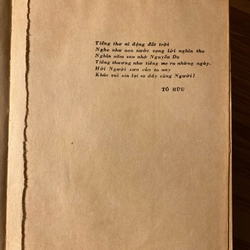 Tiếng thơ ai động đất trời
Nghe như non nước vọng lời nghìn thu
Nghìn năm sau nhớ Nguyễn Du
Tiếng thương như tiếng mẹ ru những ngày.
Hỡi Người xưa của ta nay
Khúc vui xin lại so dây cùng Người!
TỐ HỮU